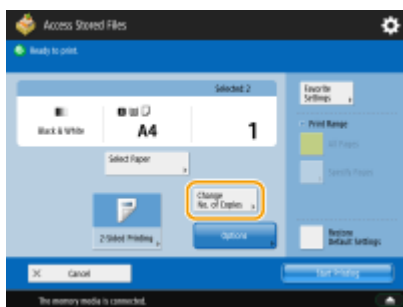 Access Stored Files
Ready to print.
Selected: 2
Black & White
A4
1
Select Paper
Change
No. of Copies
2-Sided Printing
Options
Favorite
Settings
Print Range
All Pages
Specify Pages
Restore
Default Settings
Cancel
Start Printing
The memory media is connected.